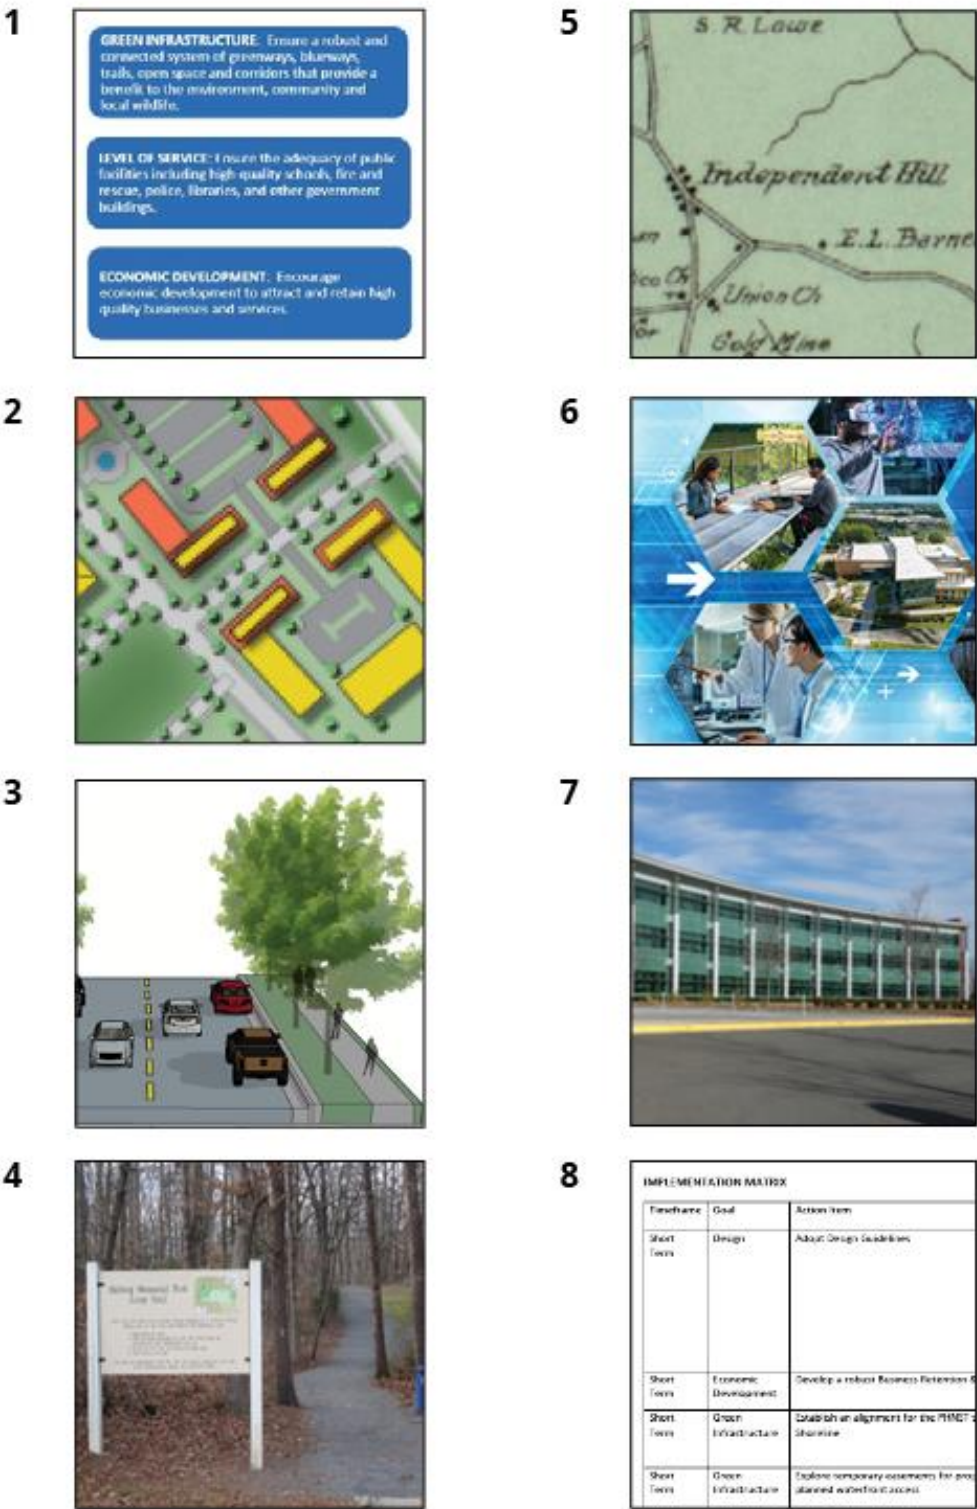 1
GREEN INFRASTRUCTURE: Ensure a robust and
connected system of greenways, blueways,
trails, open space and corridors that provide a
benefit to the environment, community and
local wildlife.
LEVEL OF SERVICE: Ensure the adequacy of public
facilities including high quality schools, fire and
rescue, police, libraries, and other government
buildings.
ECONOMIC DEVELOPMENT: Encourage
economic development to attract and retain high
quality businesses and services.
2
3
4
Loop Trail
5
S. R. Lowe
Independent Hill
E.L. Barne
Ch
Union Ch
Gold Mine
6
7
8
IMPLEMENTATION MATRIX
Timeframe Goal Action Item
Short Term Design Adopt Design Guidelines
Short Term Economic Development Develop a robust Business Retention &
Short Term Green Infrastructure Establish an alignment for the PHNST
Shoreline
Short Term Green Infrastructure Explore temporary easements for
planned waterfront access